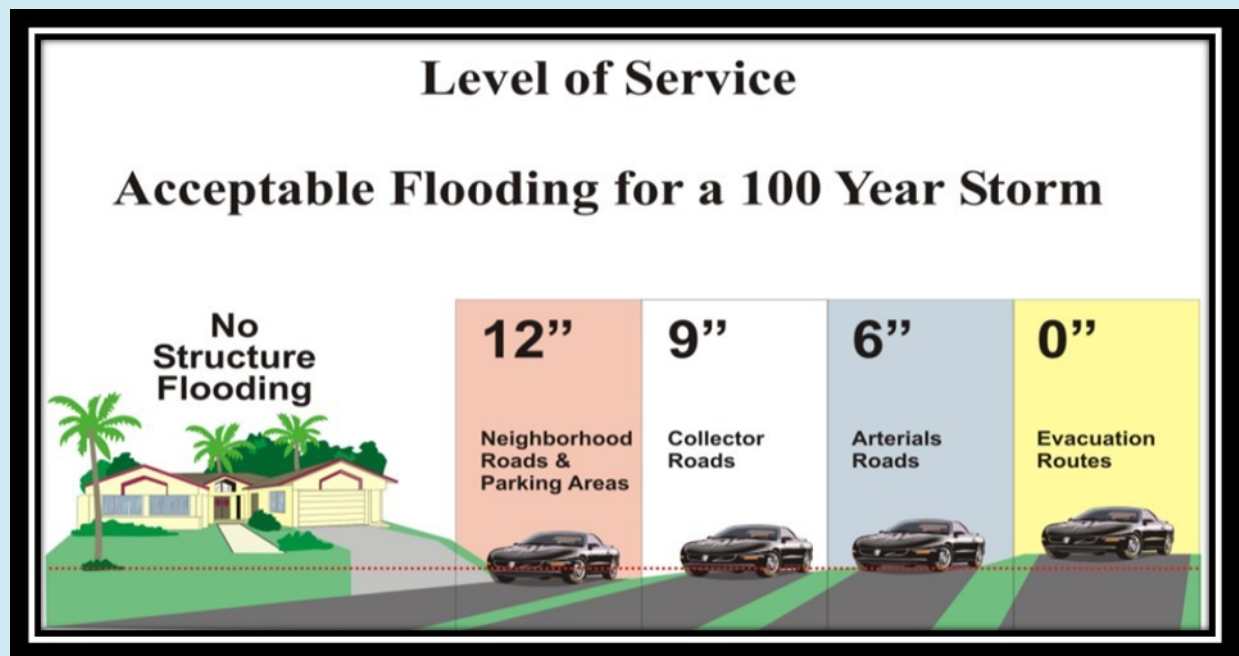 Level of Service
Acceptable Flooding for a 100 Year Storm
No
Structure
Flooding
12”
Neighborhood
Roads &
Parking Areas
9”
Collector
Roads
6”
Arterials
Roads
0”
Evacuation
Routes